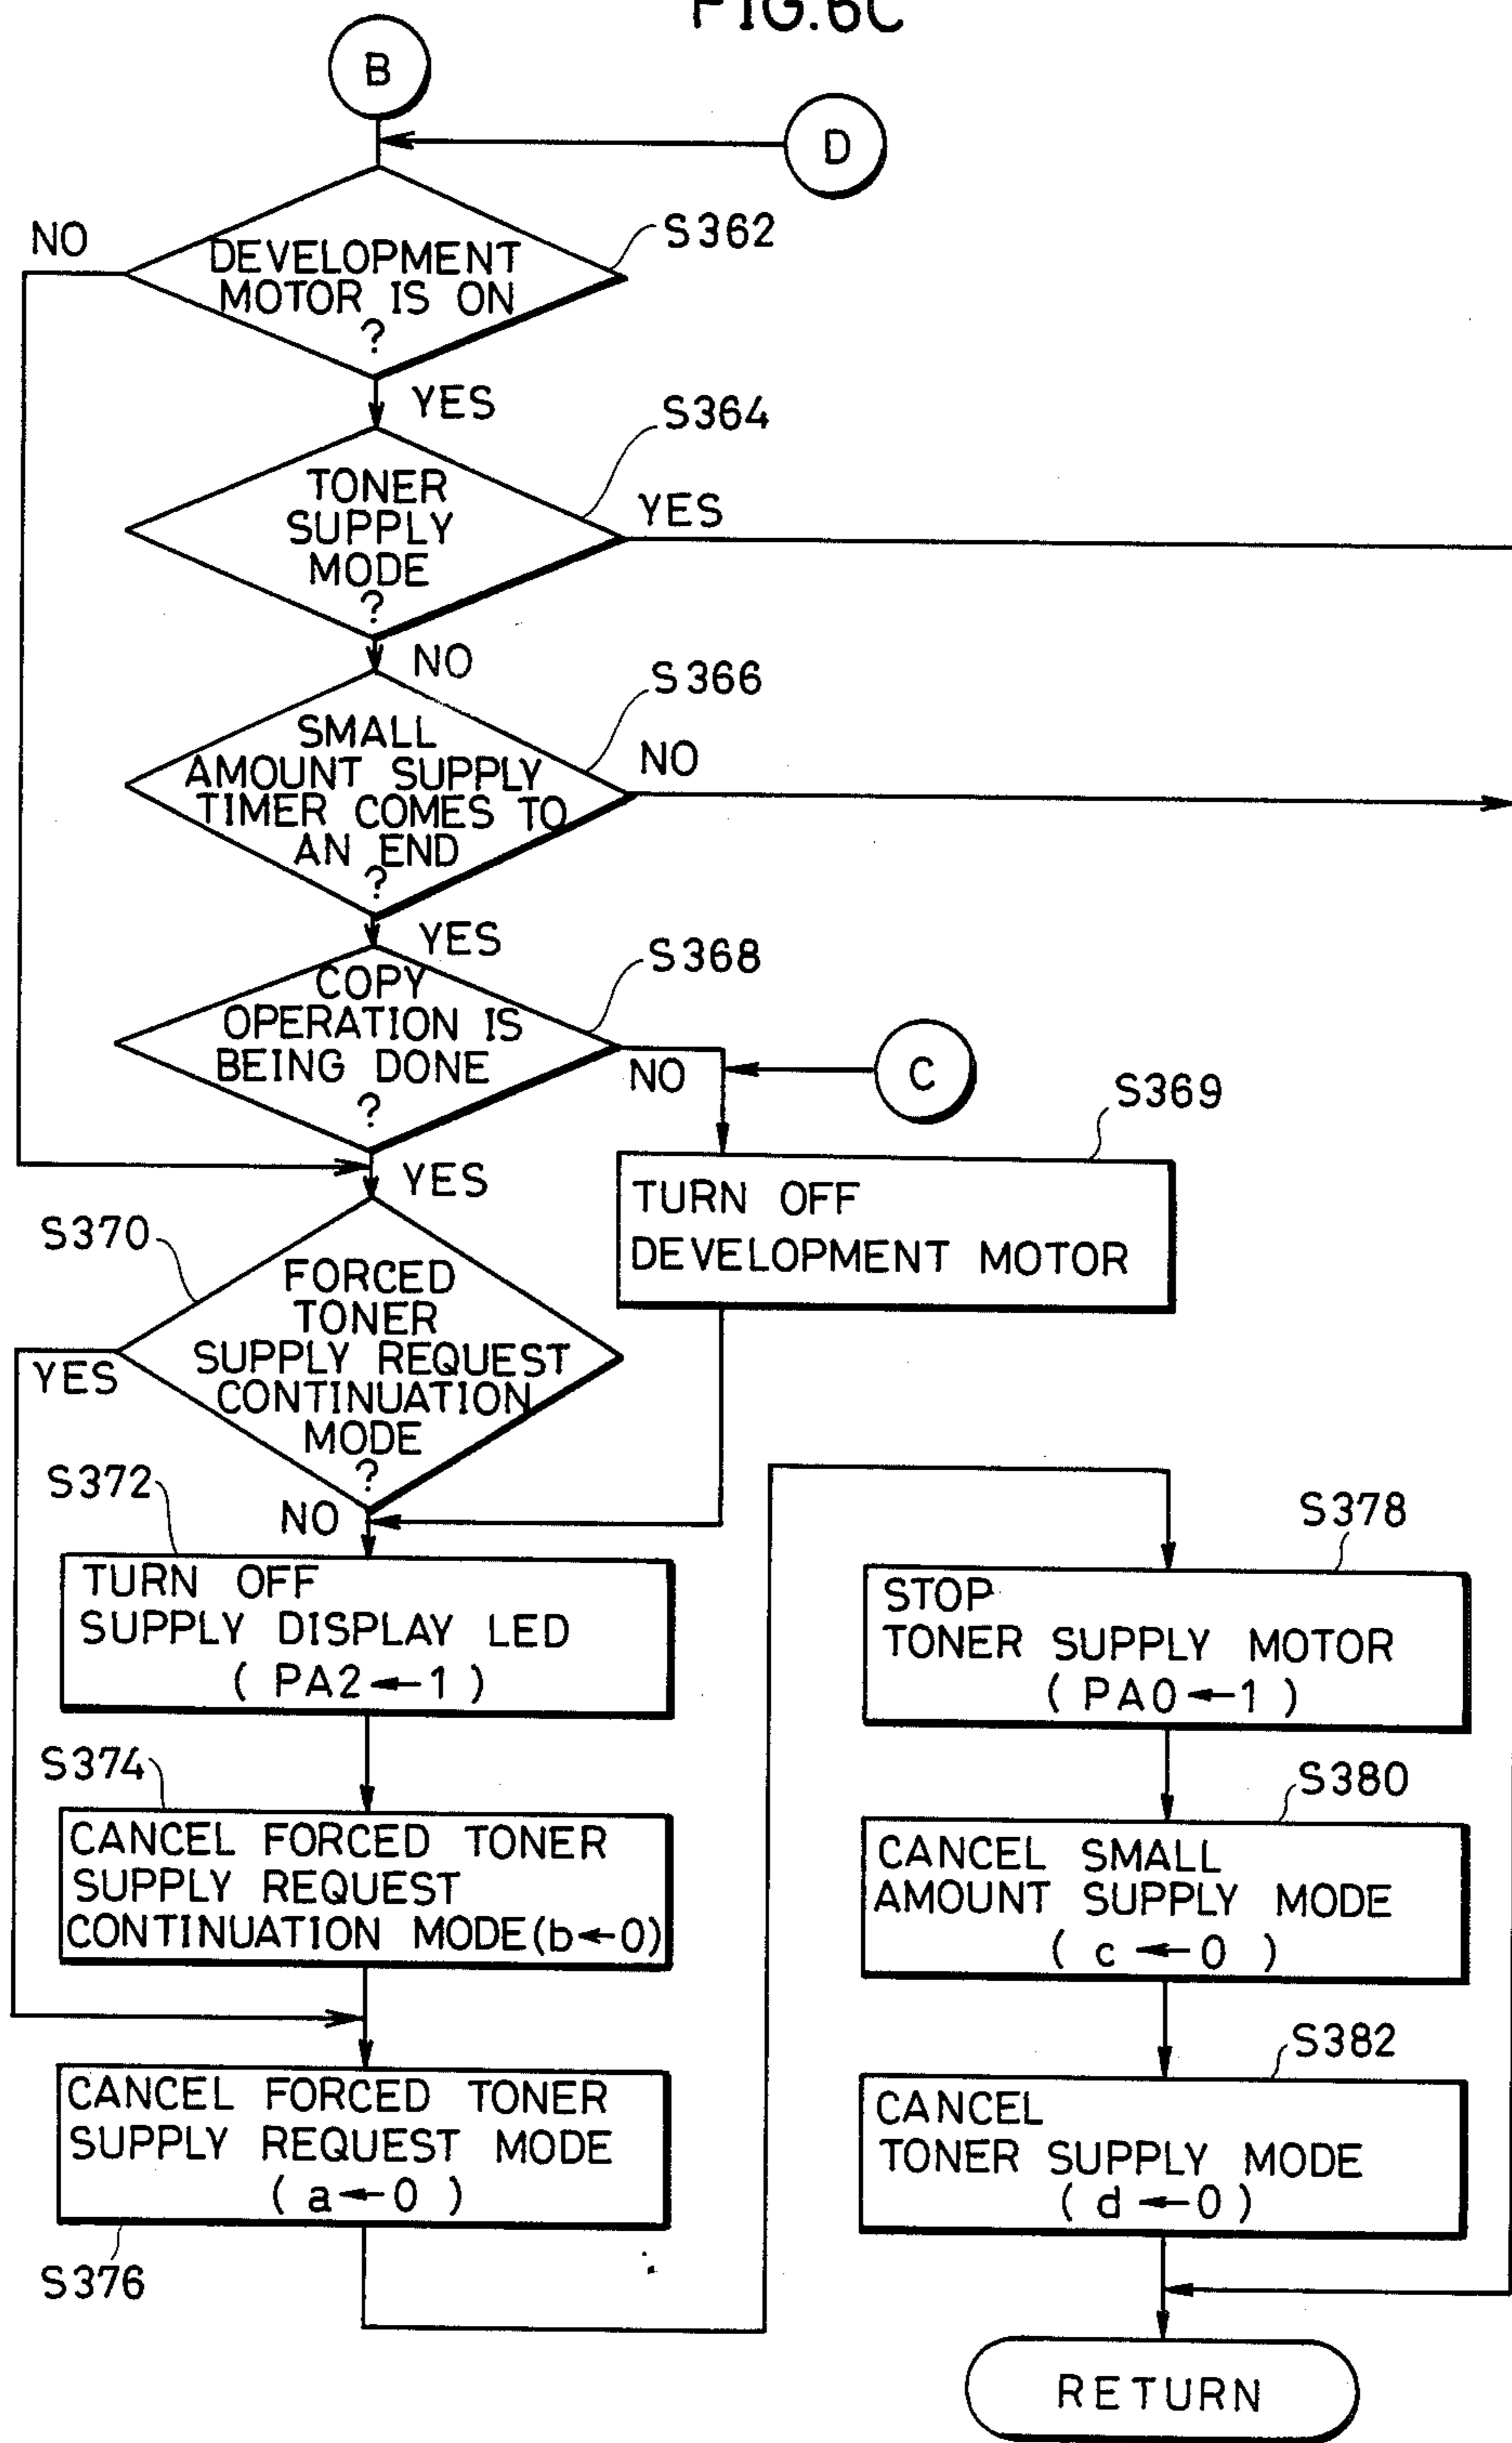 FIG.6C
B
D
NO
S362
DEVELOPMENT
MOTOR IS ON
?
YES
S364
TONER
SUPPLY
MODE
?
YES
NO
S366
SMALL
AMOUNT SUPPLY
TIMER COMES TO
AN END
?
NO
YES
S368
COPY
OPERATION IS
BEING DONE
?
NO
C
S369
YES
TURN OFF
DEVELOPMENT MOTOR
S370
FORCED
TONER
SUPPLY REQUEST
CONTINUATION
MODE
?
YES
NO
S372
TURN OFF
SUPPLY DISPLAY LED
( PA2←1 )
S374
CANCEL FORCED TONER
SUPPLY REQUEST
CONTINUATION MODE(b←0)
CANCEL FORCED TONER
SUPPLY REQUEST MODE
( a←0 )
S376
S378
STOP
TONER SUPPLY MOTOR
( PA0←1 )
S380
CANCEL SMALL
AMOUNT SUPPLY MODE
( c ←0 )
S382
CANCEL
TONER SUPPLY MODE
( d ←0 )
RETURN